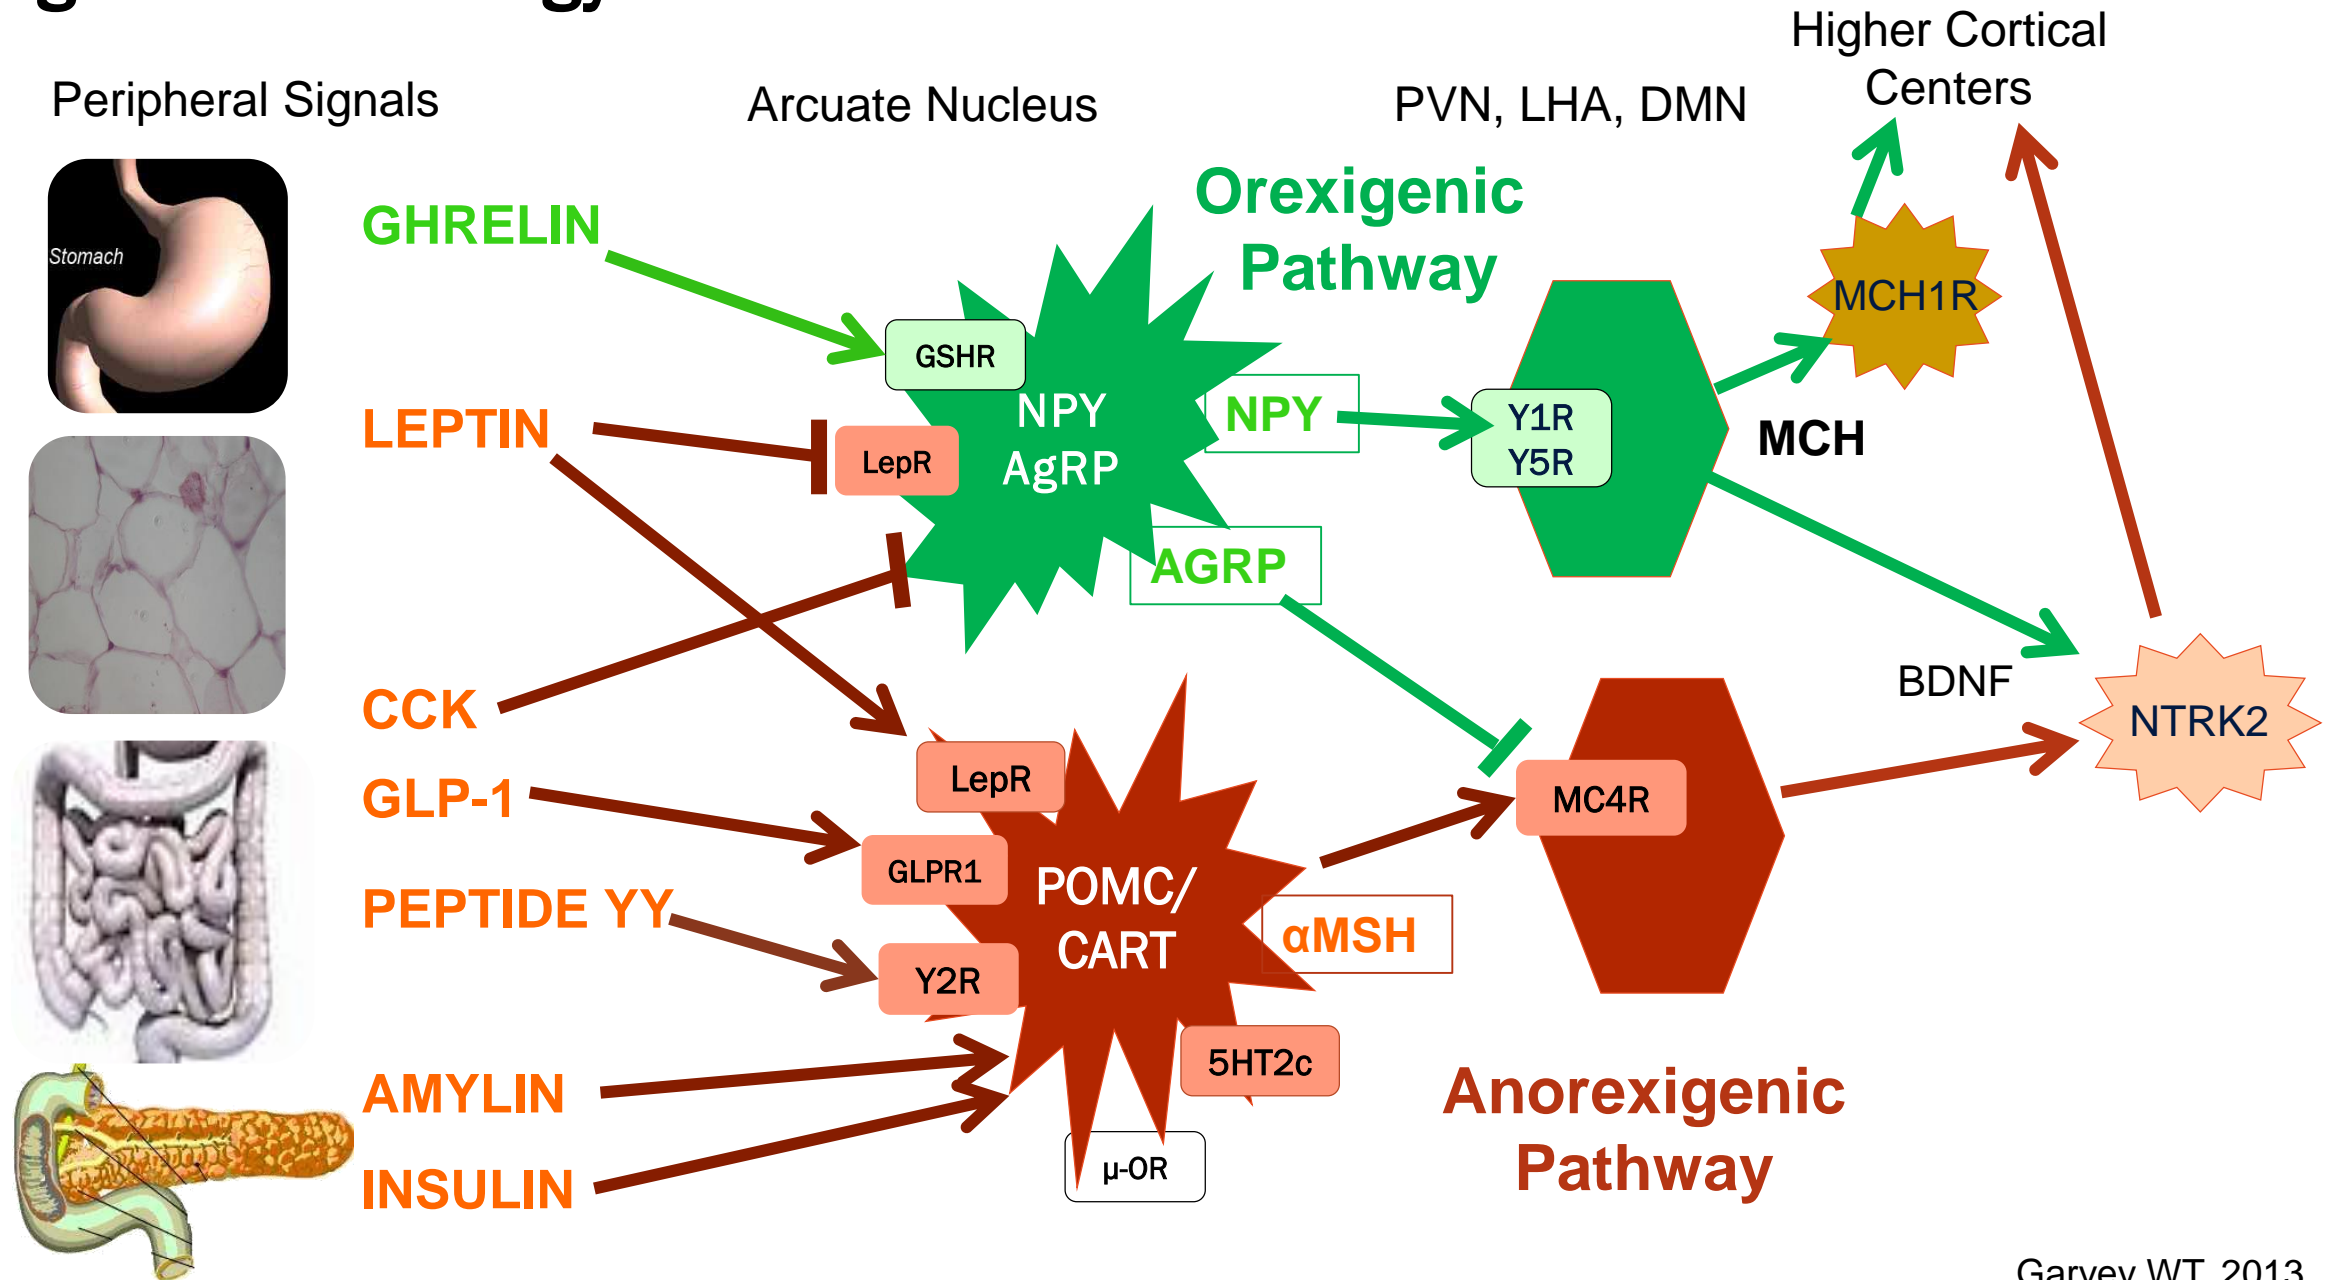 Peripheral Signals
Arcuate Nucleus
PVN, LHA, DMN
Higher Cortical
Centers
Stomach
GHRELIN
LEPTIN
CCK
GLP-1
PEPTIDE YY
AMYLIN
INSULIN
GSHR
LepR
NPY
AgRP
NPY
AGRP
Orexigenic
Pathway
Y1R
Y5R
MCH
MCH1R
LepR
GLPR1
Y2R
POMC/
CART
αMSH
5HT2c
μ-OR
MC4R
BDNF
NTRK2
Anorexigenic
Pathway
Garvey WT, 2013